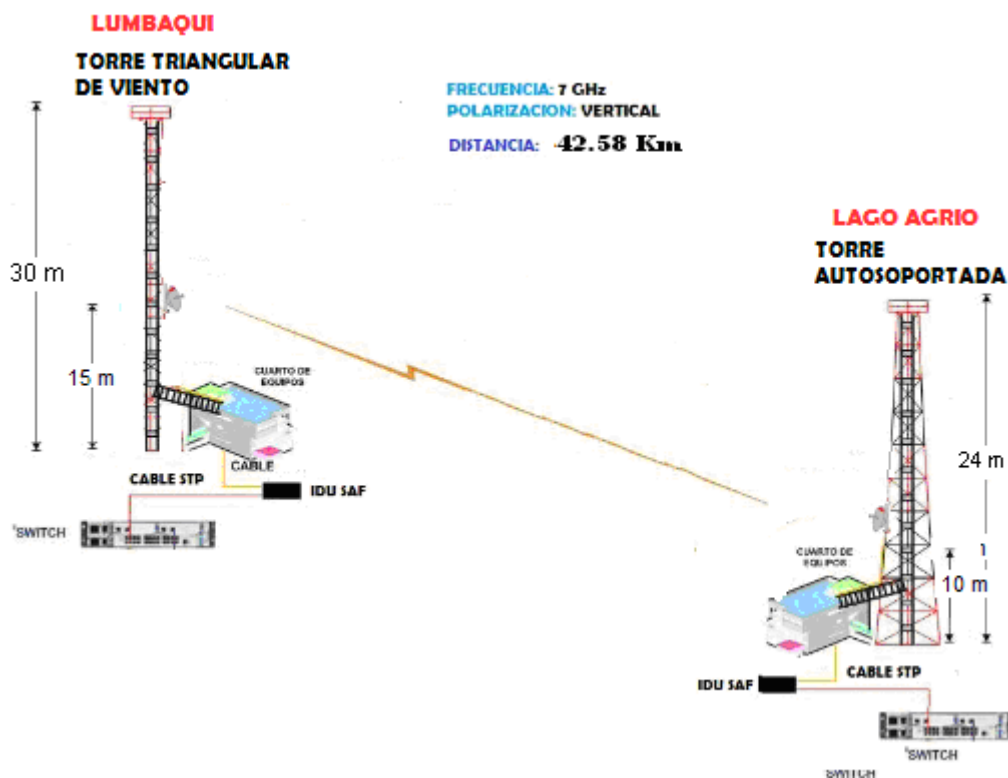 LUMBAQUI
TORRE TRIANGULAR
DE VIENTO
FRECUENCIA: 7 GHz
POLARIZACION: VERTICAL
DISTANCIA: 42.58 Km
LAGO AGRIO
TORRE
AUTOSOPORTADA
30 m
15 m
CUARTO DE
EQUIPOS
CABLE
CABLE STP
IDU SAF
'SWITCH
24 m
1
10 m
CUARTO DE
EQUIPOS
CABLE STP
IDU SAF
'SWITCH
SWITCH